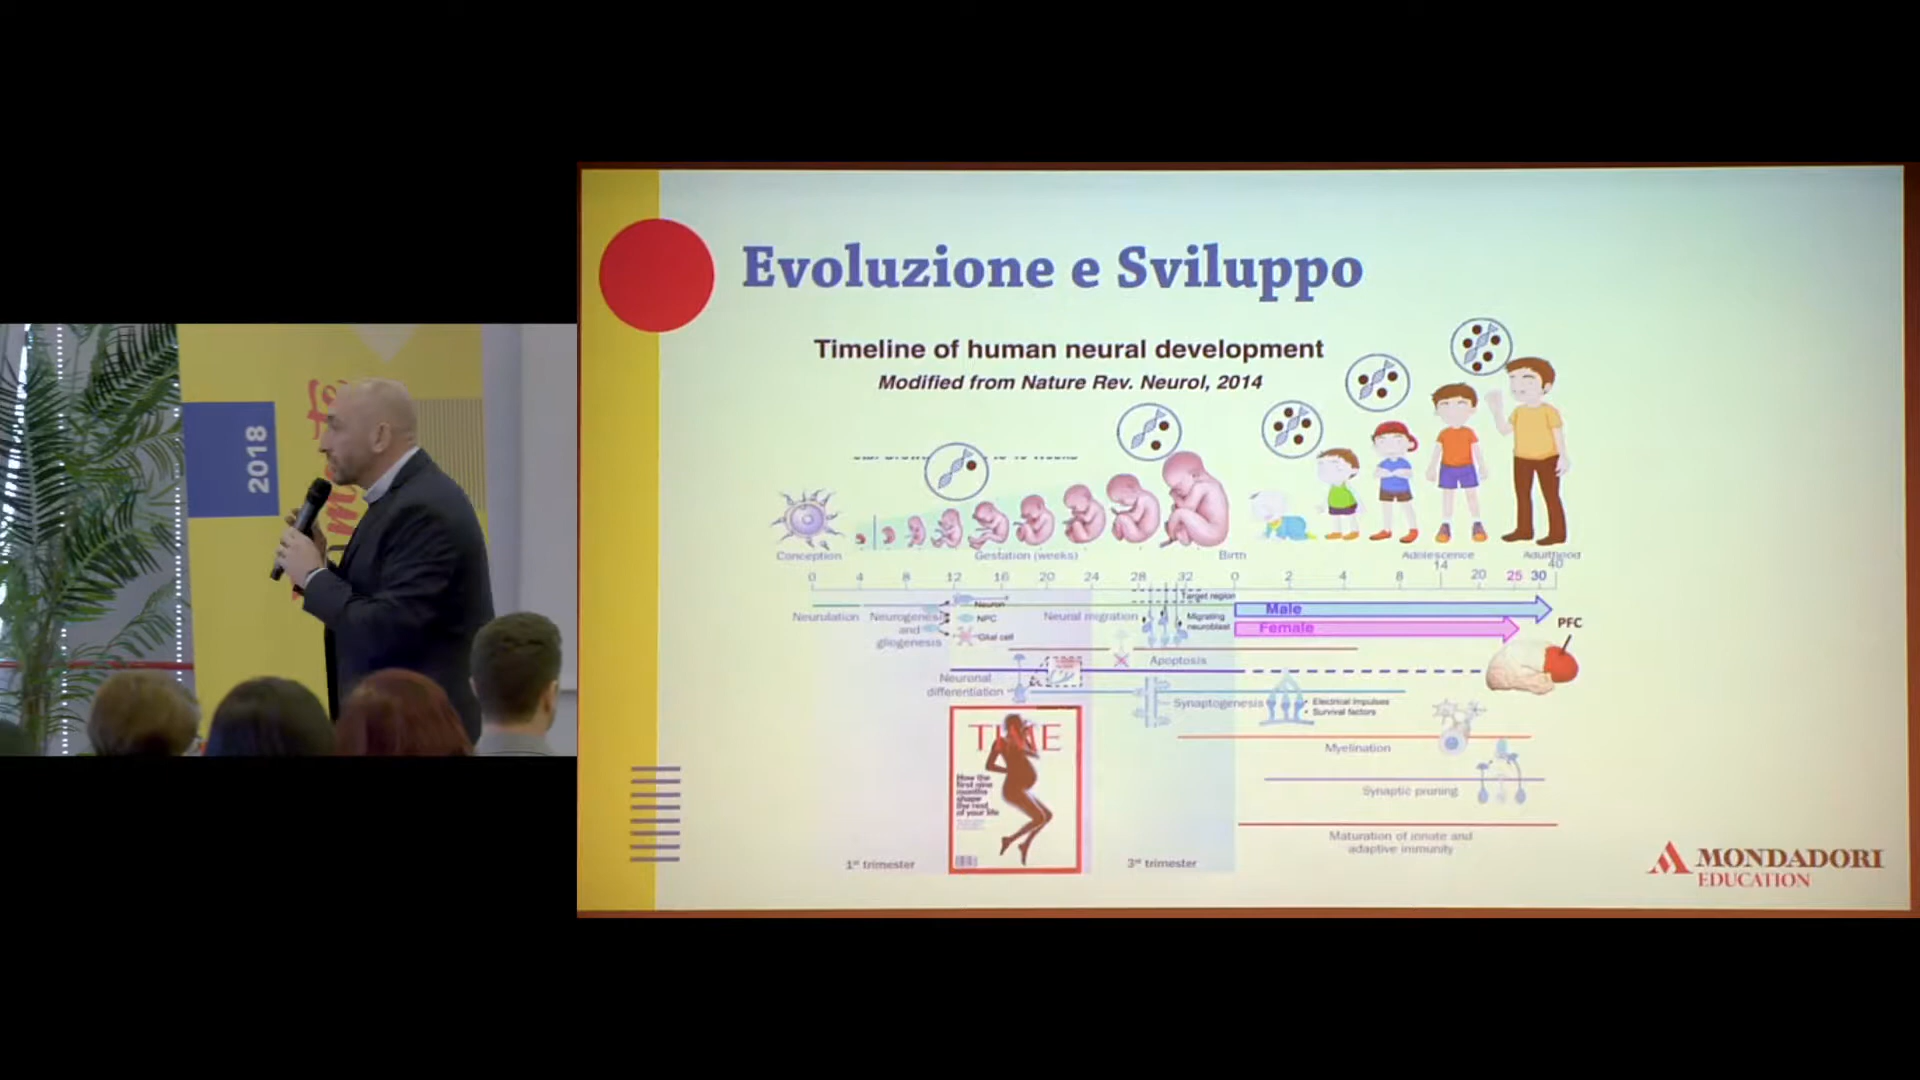 2018
Evoluzione e Sviluppo
Timeline of human neural development
Modified from Nature Rev. Neurol, 2014
Conception
Gestation (weeks)
Birth
Adolescence
Adulthood
0 4 8 12 16 20 24 28 32 0 2 4 8 14 20 25 30 40
Neurulation
Neurogenesis
and
gliogenesis
Neuron
NPC
Glial cell
Neural migration
Target region
Migrating
neuroblast
Male
Female
PFC
Apoptosis
Neuronal
differentiation
Synaptogenesis
Electrical impulses
Survival factors
Myelination
Synaptic pruning
Maturation of innate and
adaptive immunity
TIME
How the
first nine
months
shape
the rest
of your life
1st trimester
3rd trimester
MONDADORI
EDUCATION